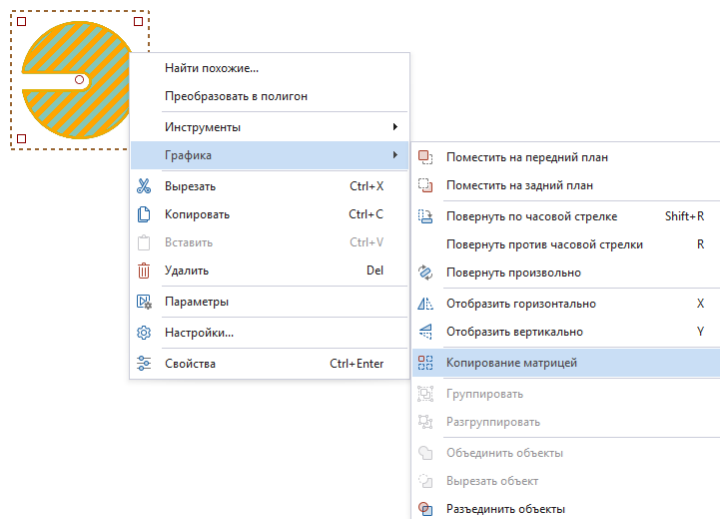 Найти похожие...
Преобразовать в полигон
Инструменты
Графика
Вырезать Ctrl+X
Копировать Ctrl+C
Вставить Ctrl+V
Удалить Del
Параметры
Настройки...
Свойства Ctrl+Enter
Поместить на передний план
Поместить на задний план
Повернуть по часовой стрелке Shift+R
Повернуть против часовой стрелки R
Повернуть произвольно
Отобразить горизонтально X
Отобразить вертикально Y
Копирование матрицей
Группировать
Разгруппировать
Объединить объекты
Вырезать объект
Разъединить объекты